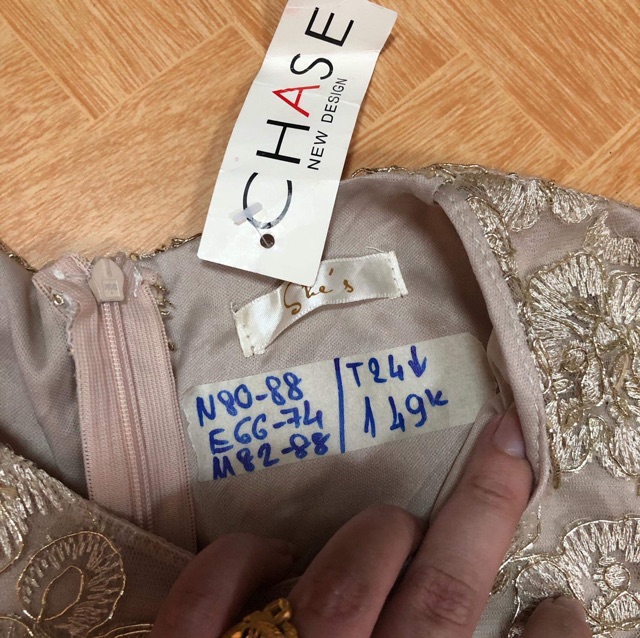 CHASE
NEW DESIGN
She's
N80-88
E66-74
M82-88
T24↓
149k